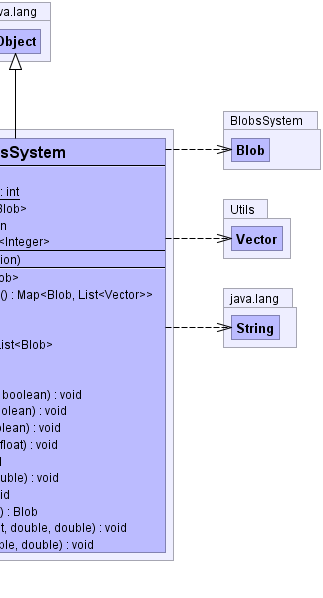 va.lang
Object
sSystem
: int
Blob>
n
<Integer>
ion)
ob>
() : Map<Blob, List<Vector>>
List<Blob>
boolean) : void
olean) : void
lean) : void
float) : void
uble) : void
id
) : Blob
t, double, double) : void
ble, double) : void
BlobsSystem
Blob
Utils
Vector
java.lang
String